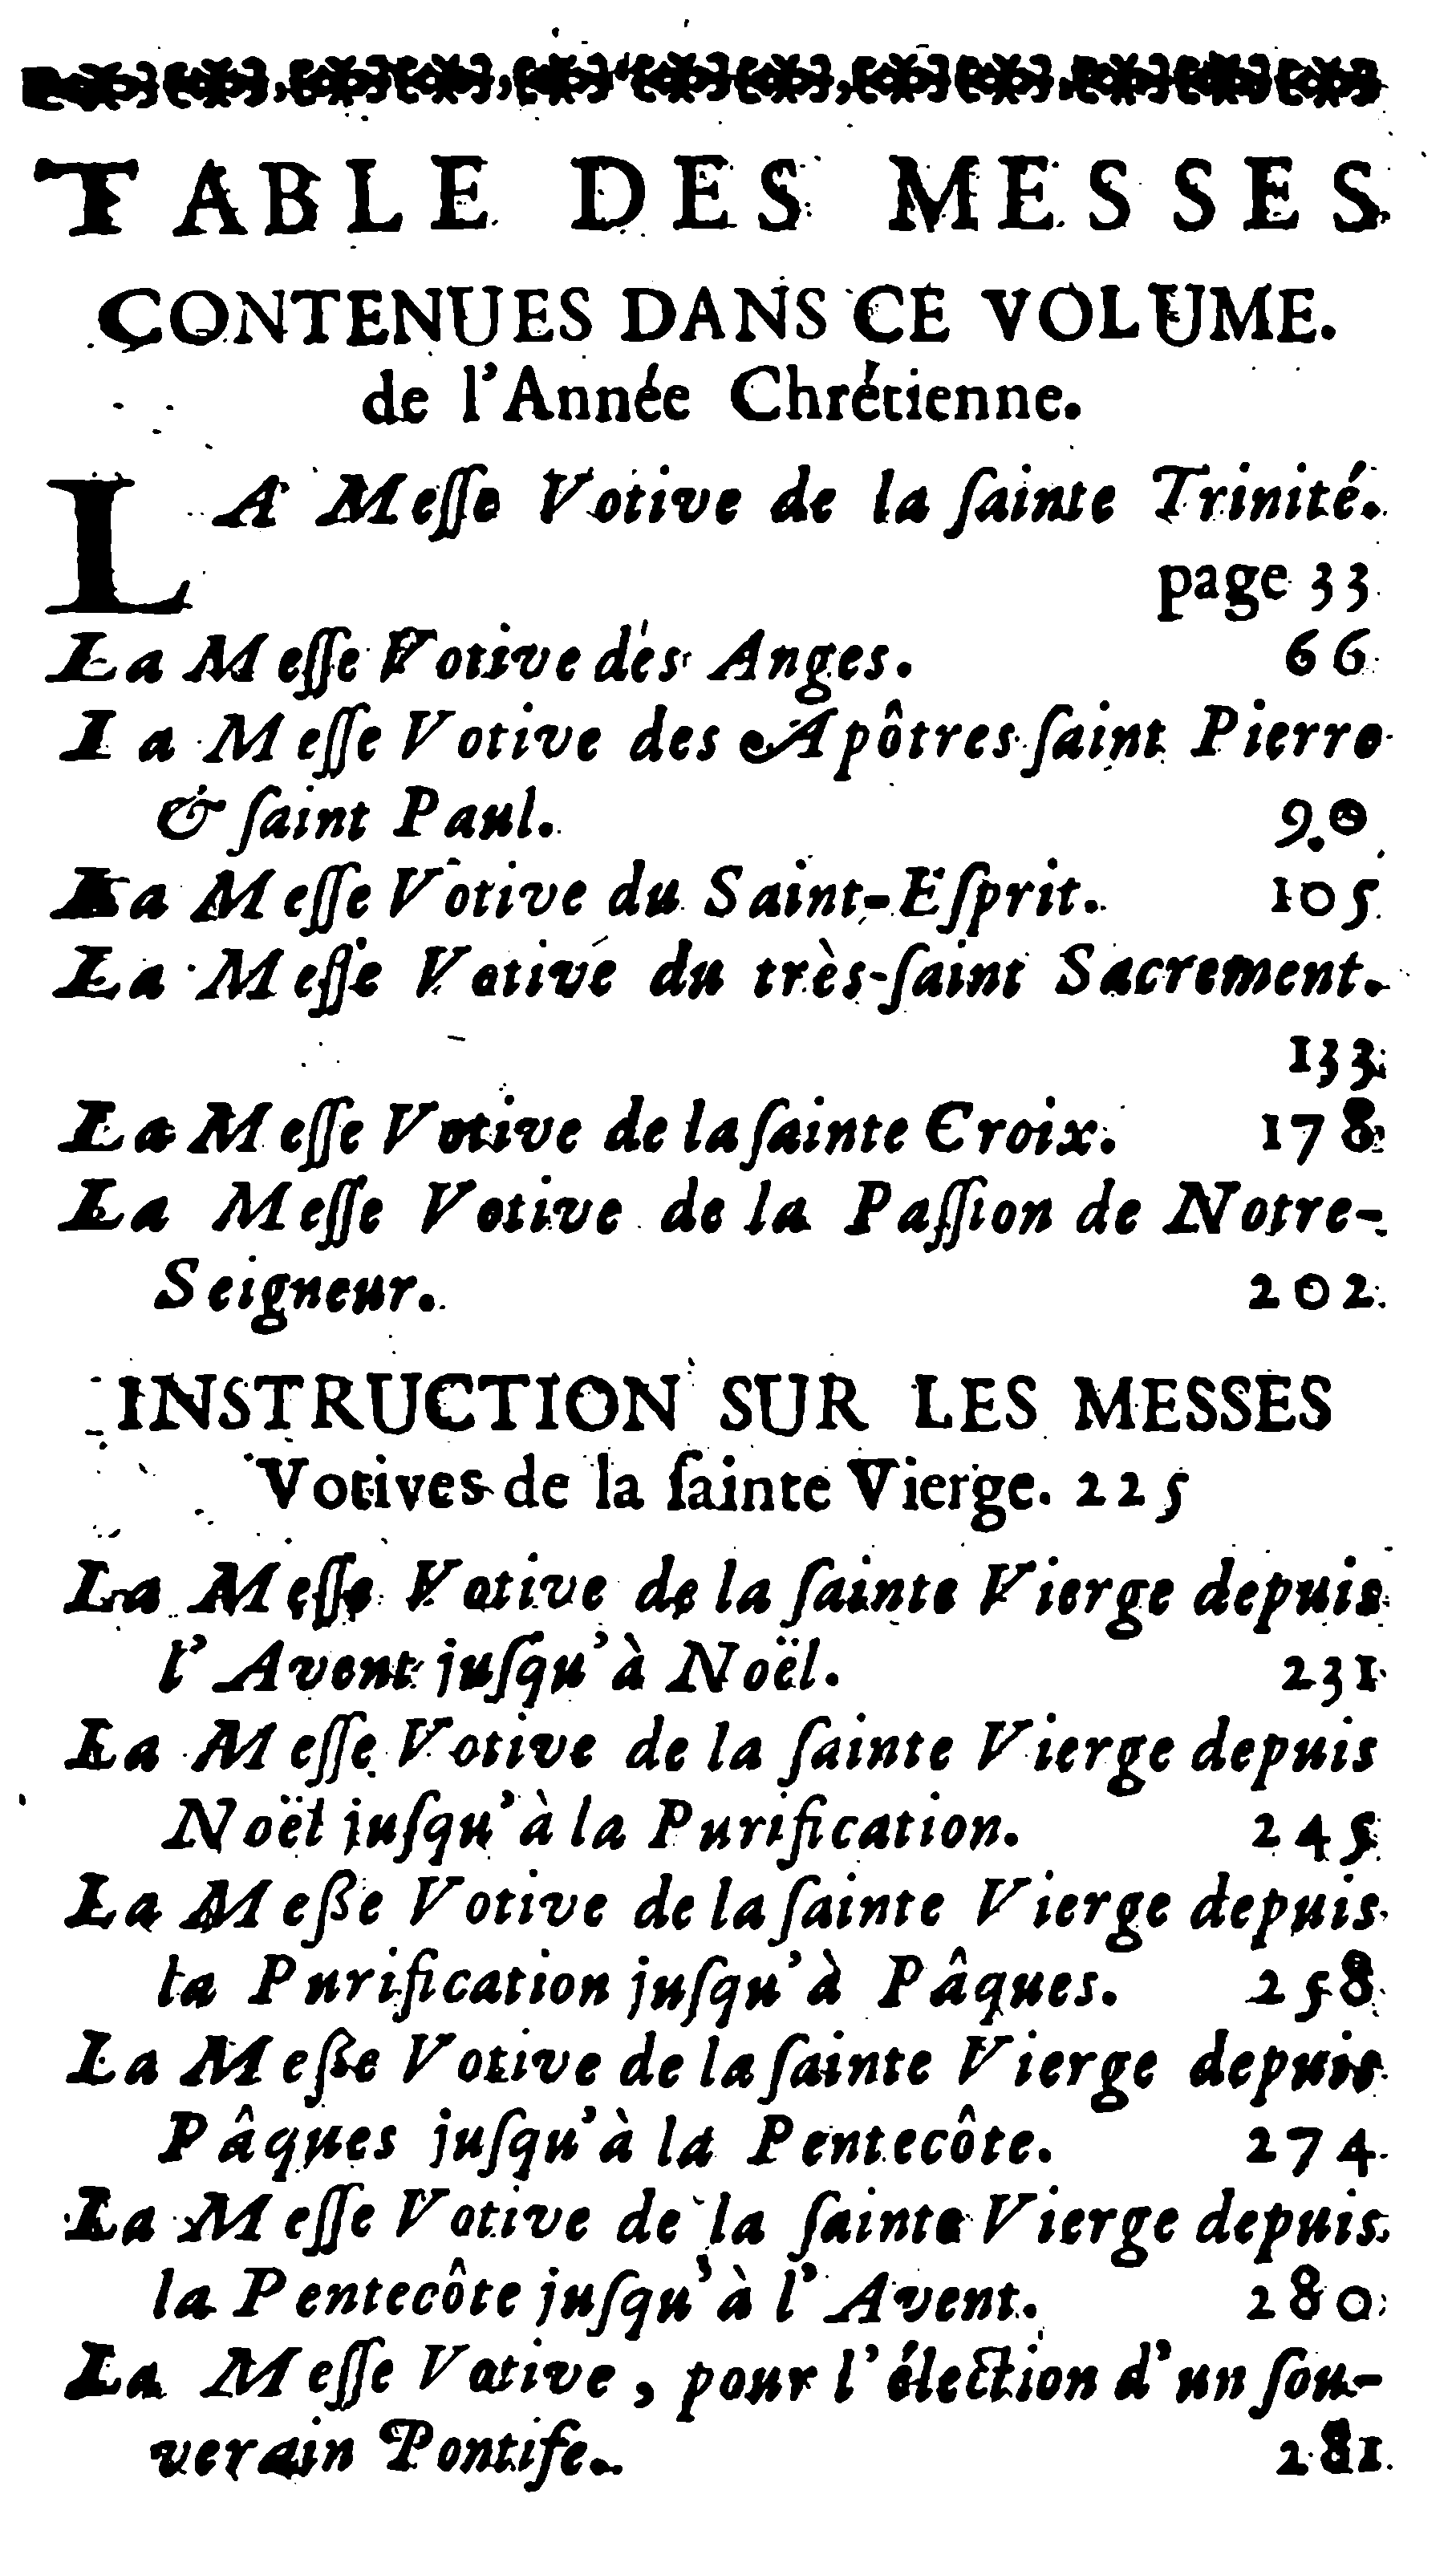 TABLE DES MESSES
CONTENUES DANS CE VOLUME.
de l'Année Chrétienne.
LA Meſſe Votive de la ſainte Trinité.
page 33
La Meſſe Votive des Anges. 66
La Meſſe Votive des Apôtres ſaint Pierre
& ſaint Paul. 90
La Meſſe Votive du Saint-Eſprit. 105
La Meſſe Votive du très-ſaint Sacrement.
133
La Meſſe Votive de la ſainte Croix. 178
La Meſſe Votive de la Paſſion de Notre-
Seigneur. 202
INSTRUCTION SUR LES MESSES
Votives de la ſainte Vierge. 225
La Meſſe Votive de la ſainte Vierge depuis
l'Avent juſqu'à Noël. 231
La Meſſe Votive de la ſainte Vierge depuis
Noël juſqu'à la Purification. 245
La Meße Votive de la ſainte Vierge depuis
la Purification juſqu'à Pâques. 258
La Meße Votive de la ſainte Vierge depuis
Pâques juſqu'à la Pentecôte. 274
La Meſſe Votive de la ſainte Vierge depuis
la Pentecôte juſqu'à l'Avent. 280
La Meſſe Votive, pour l'élection d'un ſou-
verain Pontife. 281